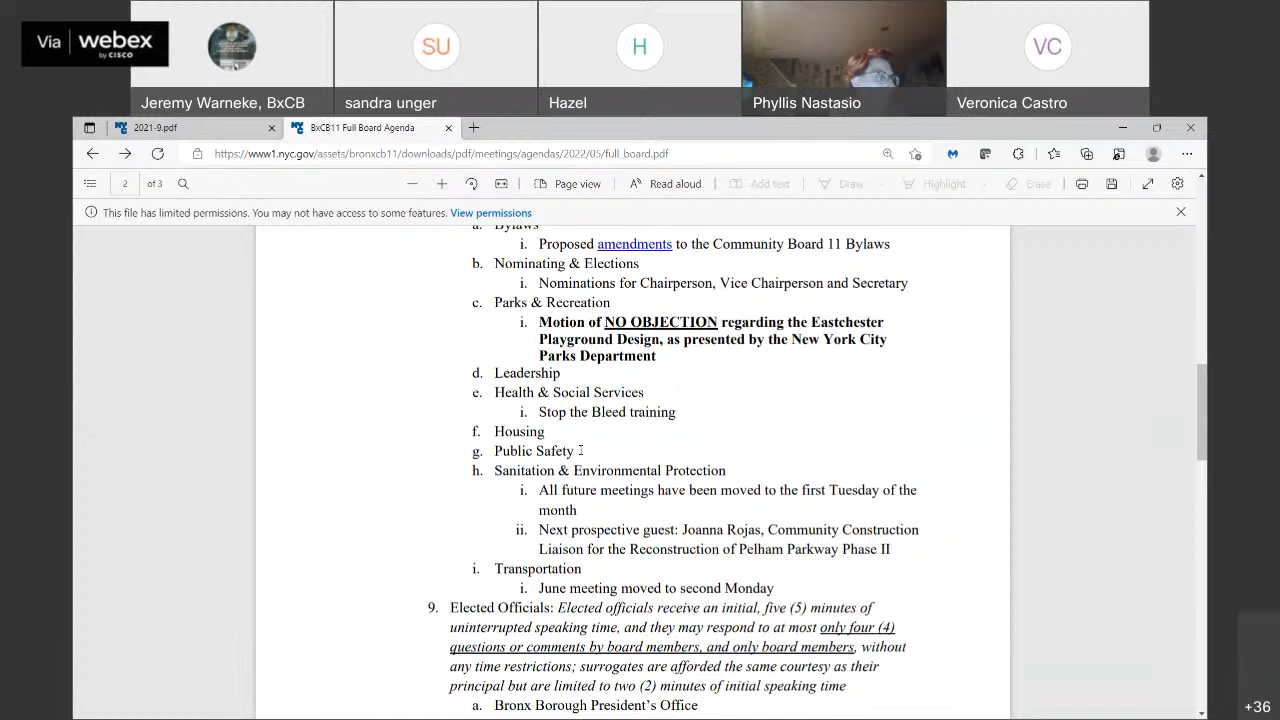 Via webex
by CISCO
SU
H
VC
Jeremy Warneke, BxCB
sandra unger
Hazel
Phyllis Nastasio
Veronica Castro
2021-9.pdf
BxCB11 Full Board Agenda
https://www1.nyc.gov/assets/bronxcb11/downloads/pdf/meetings/agendas/2022/05/full_board.pdf
2 of 3 Page view Read aloud Add text Draw Highlight Erase
This file has limited permissions. You may not have access to some features. View permissions
a. Bylaws
i. Proposed amendments to the Community Board 11 Bylaws
b. Nominating & Elections
i. Nominations for Chairperson, Vice Chairperson and Secretary
c. Parks & Recreation
i. Motion of NO OBJECTION regarding the Eastchester
Playground Design, as presented by the New York City
Parks Department
d. Leadership
e. Health & Social Services
i. Stop the Bleed training
f. Housing
g. Public Safety
h. Sanitation & Environmental Protection
i. All future meetings have been moved to the first Tuesday of the
month
ii. Next prospective guest: Joanna Rojas, Community Construction
Liaison for the Reconstruction of Pelham Parkway Phase II
i. Transportation
i. June meeting moved to second Monday
9. Elected Officials: Elected officials receive an initial, five (5) minutes of
uninterrupted speaking time, and they may respond to at most only four (4)
questions or comments by board members, and only board members, without
any time restrictions; surrogates are afforded the same courtesy as their
principal but are limited to two (2) minutes of initial speaking time
a. Bronx Borough President's Office
+36